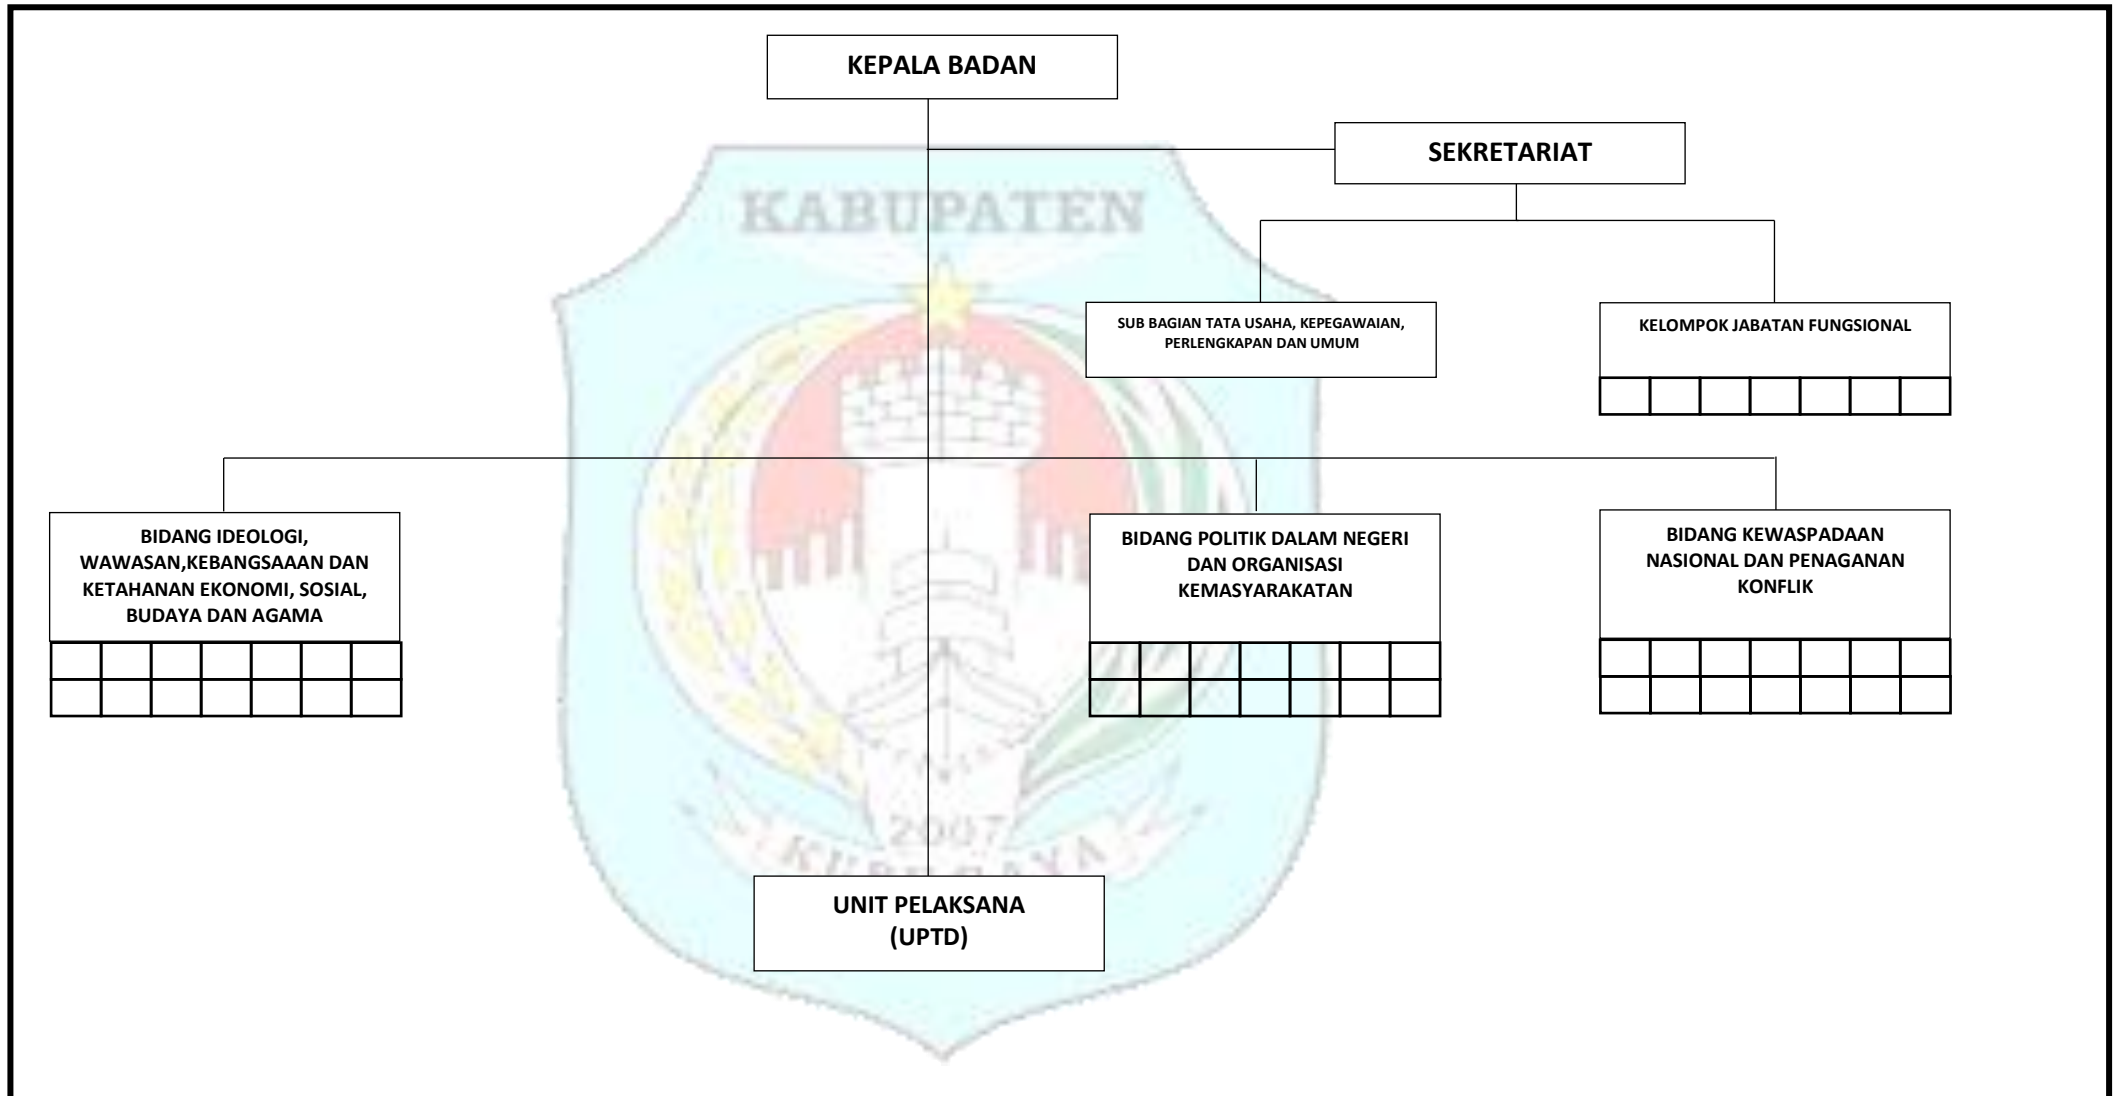 KEPALA BADAN
SEKRETARIAT
KABUPATEN
SUB BAGIAN TATA USAHA, KEPEGAWAIAN,
PERLENGKAPAN DAN UMUM
KELOMPOK JABATAN FUNGSIONAL
BIDANG IDEOLOGI,
WAWASAN,KEBANGSAAAN DAN
KETAHANAN EKONOMI, SOSIAL,
BUDAYA DAN AGAMA
BIDANG POLITIK DALAM NEGERI
DAN ORGANISASI
KEMASYARAKATAN
BIDANG KEWASPADAAN
NASIONAL DAN PENAGANAN
KONFLIK
2007
UNIT PELAKSANA
(UPTD)